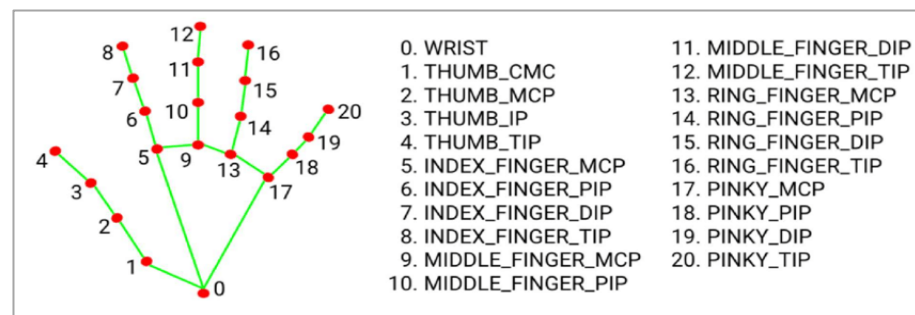 12
8
16
11
7
15
10
20
6
14
19
4
5
9
13
18
3
17
2
1
0
0. WRIST
1. THUMB_CMC
2. THUMB_MCP
3. THUMB_IP
4. THUMB_TIP
5. INDEX_FINGER_MCP
6. INDEX_FINGER_PIP
7. INDEX_FINGER_DIP
8. INDEX_FINGER_TIP
9. MIDDLE_FINGER_MCP
10. MIDDLE_FINGER_PIP
11. MIDDLE_FINGER_DIP
12. MIDDLE_FINGER_TIP
13. RING_FINGER_MCP
14. RING_FINGER_PIP
15. RING_FINGER_DIP
16. RING_FINGER_TIP
17. PINKY_MCP
18. PINKY_PIP
19. PINKY_DIP
20. PINKY_TIP